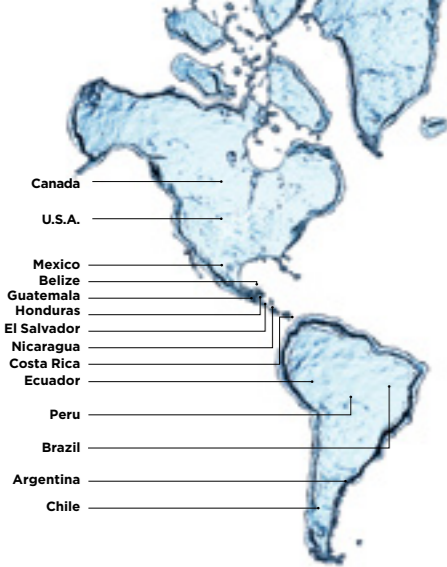 Canada
U.S.A.
Mexico
Belize
Guatemala
Honduras
El Salvador
Nicaragua
Costa Rica
Ecuador
Peru
Brazil
Argentina
Chile